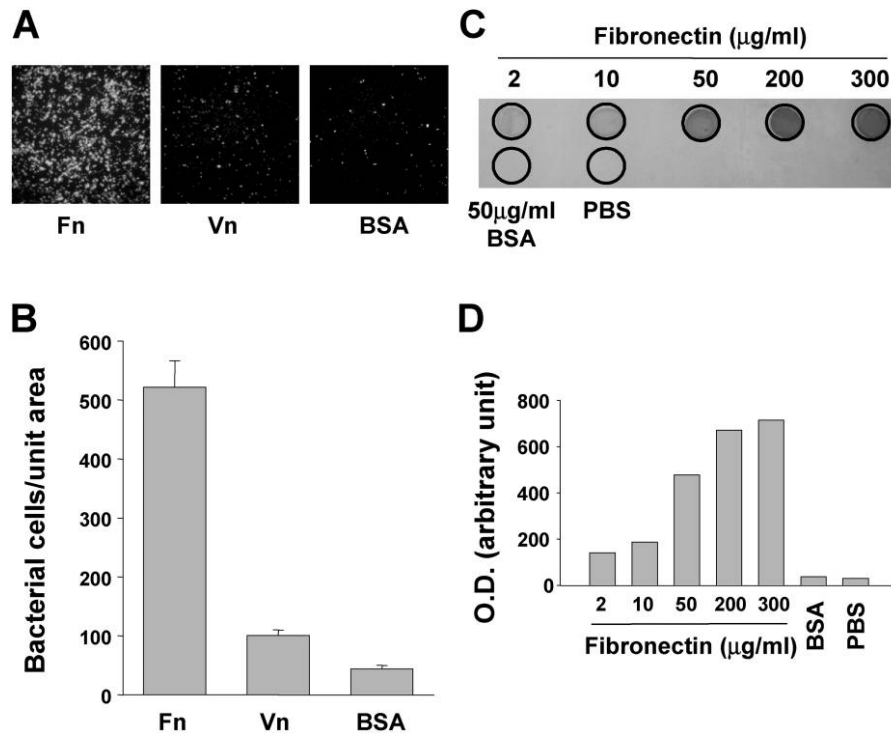 A
Fn Vn BSA
B
Bacterial cells/unit area
600
500
400
300
200
100
0
Fn Vn BSA
C
Fibronectin (μg/ml)
2 10 50 200 300
50μg/ml PBS
BSA
D
O.D. (arbitrary unit)
800
600
400
200
0
2 10 50 200 300 BSA PBS
Fibronectin (μg/ml)